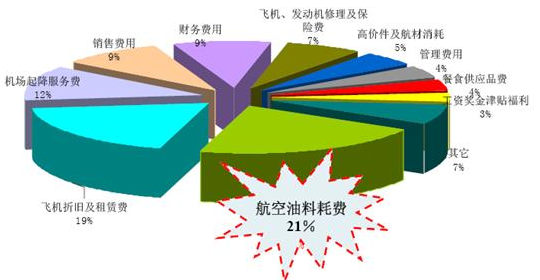 飞机、发动机修理及保
险费
7%
高价件及航材消耗
5%
管理费用
4%
餐食供应品费
4%
工资奖金津贴福利
3%
其它
7%
航空油料耗费
21%
飞机折旧及租赁费
19%
机场起降服务费
12%
销售费用
9%
财务费用
9%